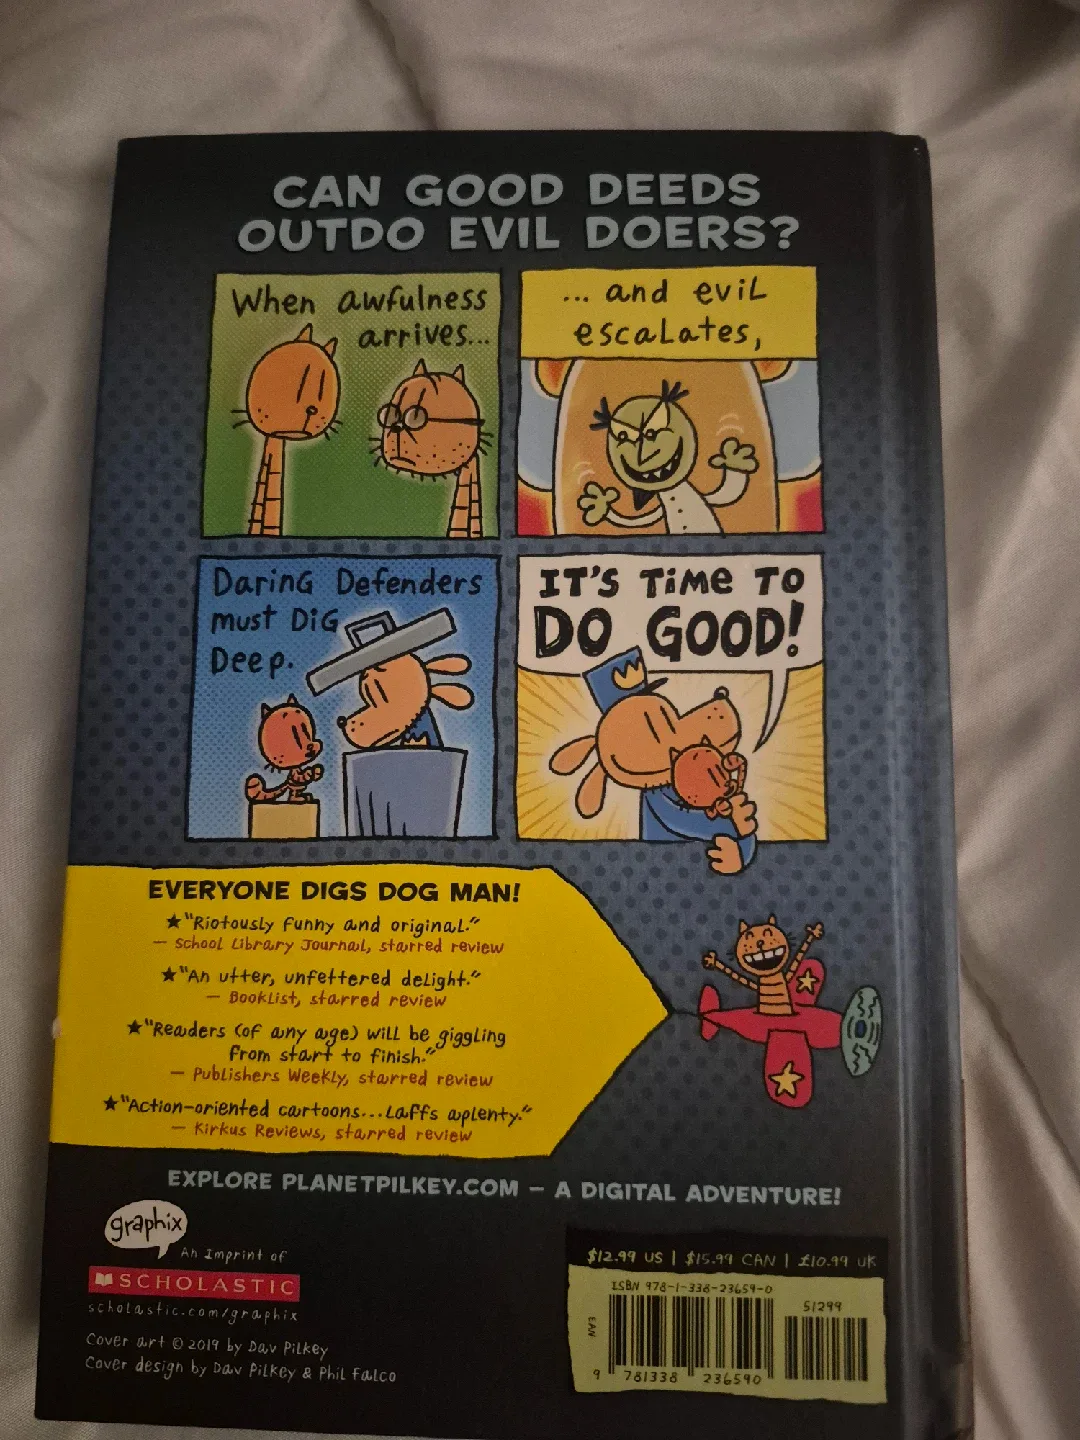 CAN GOOD DEEDS
OUTDO EVIL DOERS?
When awfulness
arrives...
... and evil
escalates,
Daring Defenders
must Dig
Deep.
IT'S TIME TO
DO GOOD!
EVERYONE DIGS DOG MAN!
★"Riotously funny and original."
— School Library Journal, starred review
★"An utter, unfettered delight."
— Booklist, starred review
★"Readers (of any age) will be giggling
from start to finish."
— Publishers Weekly, starred review
★"Action-oriented cartoons... Laffs aplenty."
— Kirkus Reviews, starred review
EXPLORE PLANETPILKEY.COM — A DIGITAL ADVENTURE!
graphix
An Imprint of
SCHOLASTIC
scholastic.com/graphix
Cover art © 2019 by Dav Pilkey
Cover design by Dav Pilkey & Phil Falco
$12.99 US | $15.99 CAN | £10.99 UK
ISBN 978-1-338-23659-0
51299
EAN
9 781338 236590